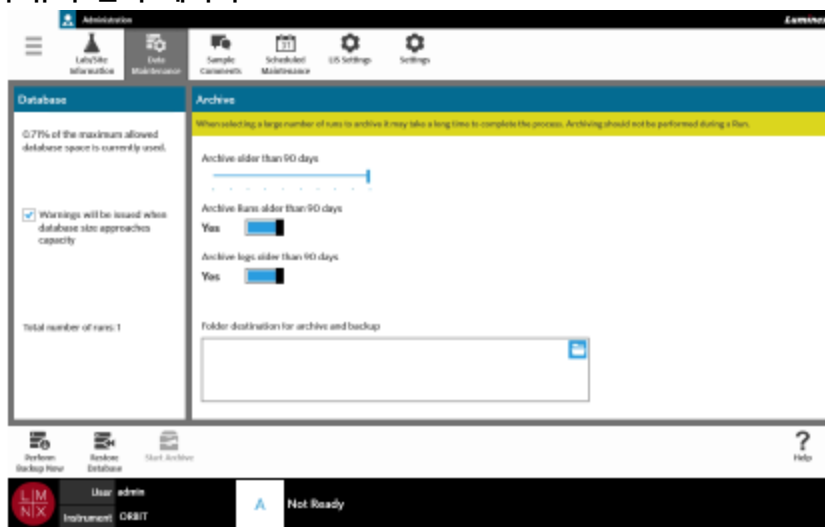 Administration
Luminex
Lab/Site
Information
Data
Maintenance
Sample
Comments
Scheduled
Maintenance
LIS Settings
Settings
Database
Archive
When selecting a large number of runs to archive it may take a long time to complete the process. Archiving should not be performed during a Run.
0.71% of the maximum allowed
database space is currently used.
Archive older than 90 days
Warnings will be issued when
database size approaches
capacity
Archive Runs older than 90 days
Yes
Archive logs older than 90 days
Yes
Total number of runs: 1
Folder destination for archive and backup
Perform
Backup Now
Restore
Database
Start Archive
?
Help
LM
NX
User admin
Instrument ORBIT
A
Not Ready